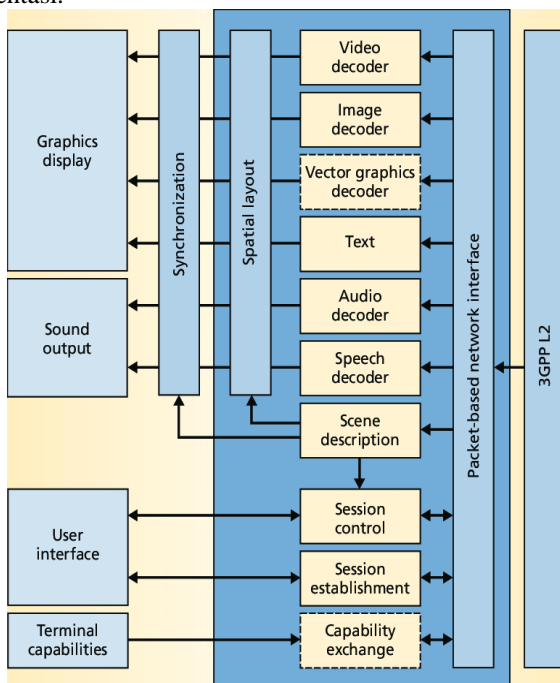 entasi.
Graphics
display
Sound
output
User
interface
Terminal
capabilities
Synchronization
Spatial layout
Video
decoder
Image
decoder
Vector graphics
decoder
Text
Audio
decoder
Speech
decoder
Scene
description
Session
control
Session
establishment
Capability
exchange
Packet-based network interface
3GPP L2